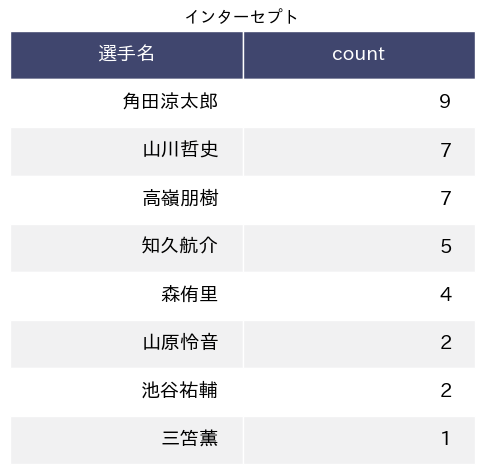 インターセプト
選手名 count
角田涼太郎 9
山川哲史 7
高嶺朋樹 7
知久航介 5
森侑里 4
山原怜音 2
池谷祐輔 2
三笘薫 1